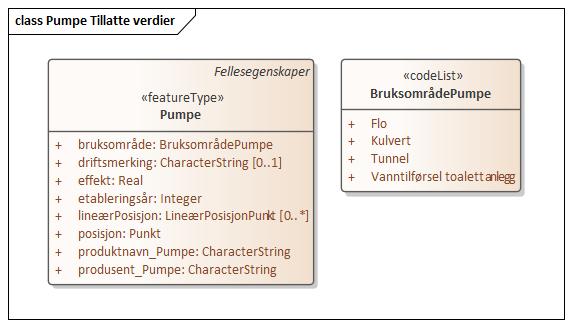 class Pumpe Tillatte verdier
Fellesegenskaper
«featureType»
Pumpe
+ bruksområde: BruksområdePumpe
+ driftsmerking: CharacterString [0..1]
+ effekt: Real
+ etableringsår: Integer
+ lineærPosisjon: LineærPosisjonPunkt [0..*]
+ posisjon: Punkt
+ produktnavn_Pumpe: CharacterString
+ produsent_Pumpe: CharacterString
«codeList»
BruksområdePumpe
+ Flo
+ Kulvert
+ Tunnel
+ Vanntilførsel toalettanlegg